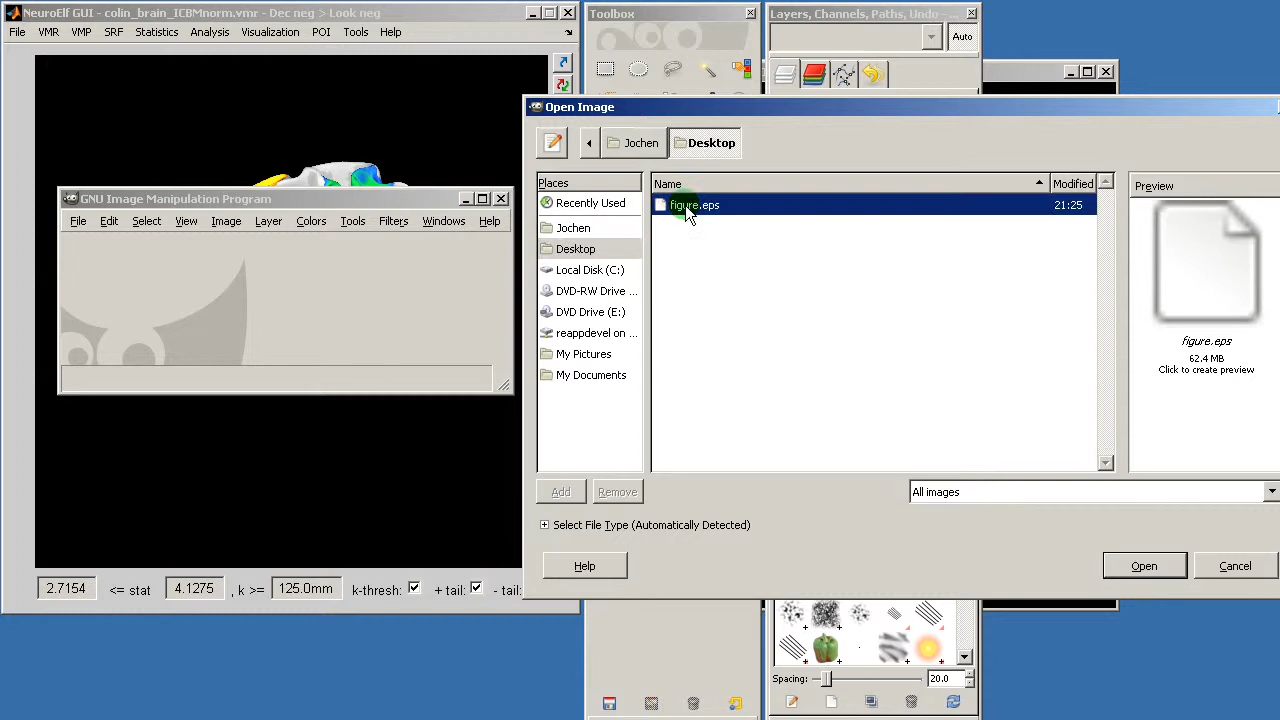 NeuroElf GUI - colin_brain_ICBMnorm.vmr - Dec neg > Look neg
File VMR VMP SRF Statistics Analysis Visualization POI Tools Help
Toolbox
Layers, Channels, Paths, Undo - ...
Auto
Open Image
Jochen Desktop
Places
Recently Used
Jochen
Desktop
Local Disk (C:)
DVD-RW Drive ...
DVD Drive (E:)
reappdevel on ...
My Pictures
My Documents
Name Modified
figure.eps 21:25
Preview
figure.eps
62.4 MB
Click to create preview
GNU Image Manipulation Program
File Edit Select View Image Layer Colors Tools Filters Windows Help
Add Remove
All images
Select File Type (Automatically Detected)
Help Open Cancel
2.7154 <= stat 4.1275 , k >= 125.0mm k-thresh: + tail: - tail:
Spacing: 20.0